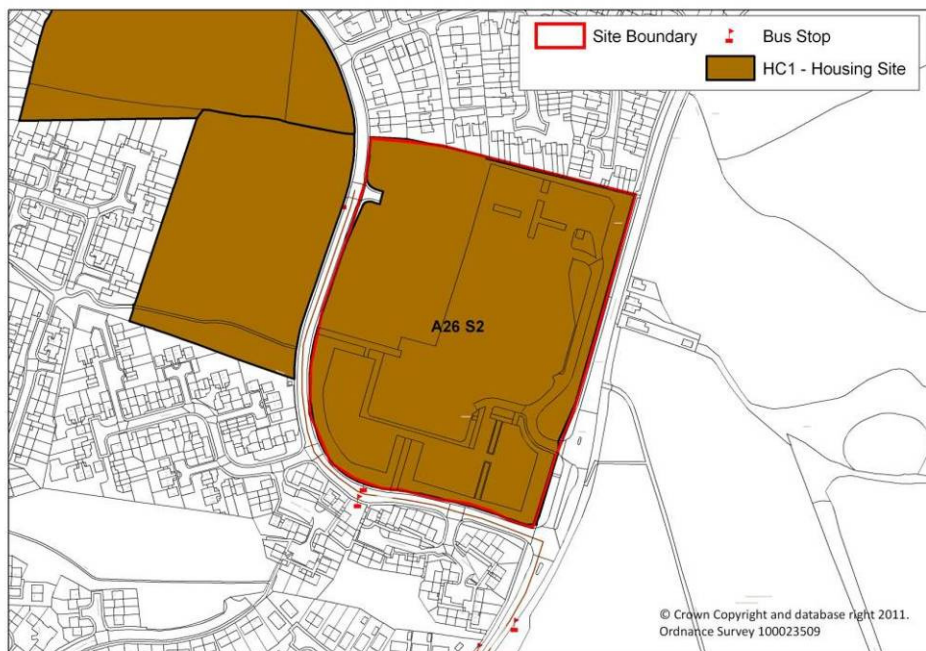 Site Boundary
Bus Stop
HC1 - Housing Site
A26 S2
© Crown Copyright and database right 2011.
Ordnance Survey 100023509